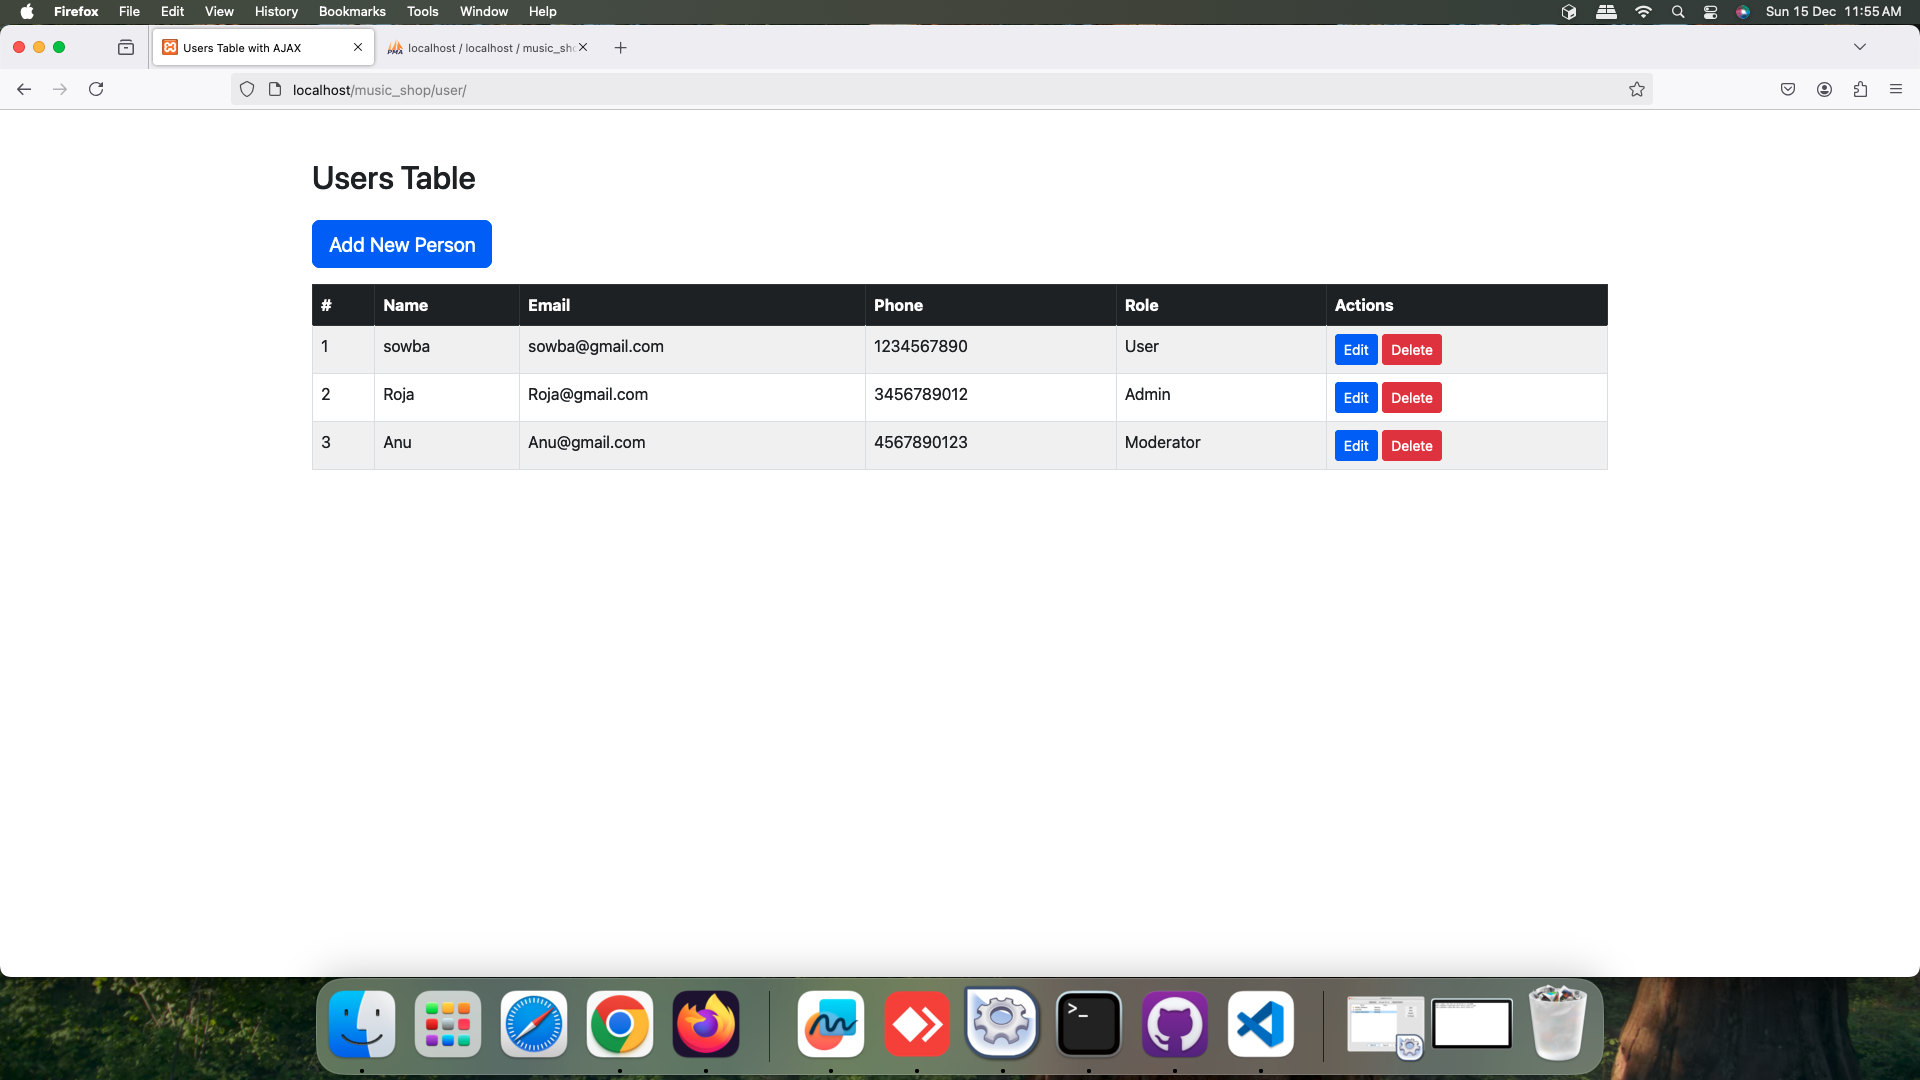 Firefox File Edit View History Bookmarks Tools Window Help Sun 15 Dec 11:55 AM
Users Table with AJAX
localhost / localhost / music_sh
localhost/music_shop/user/
Users Table
Add New Person
# Name Email Phone Role Actions
1 sowba sowba@gmail.com 1234567890 User Edit Delete
2 Roja Roja@gmail.com 3456789012 Admin Edit Delete
3 Anu Anu@gmail.com 4567890123 Moderator Edit Delete
>_